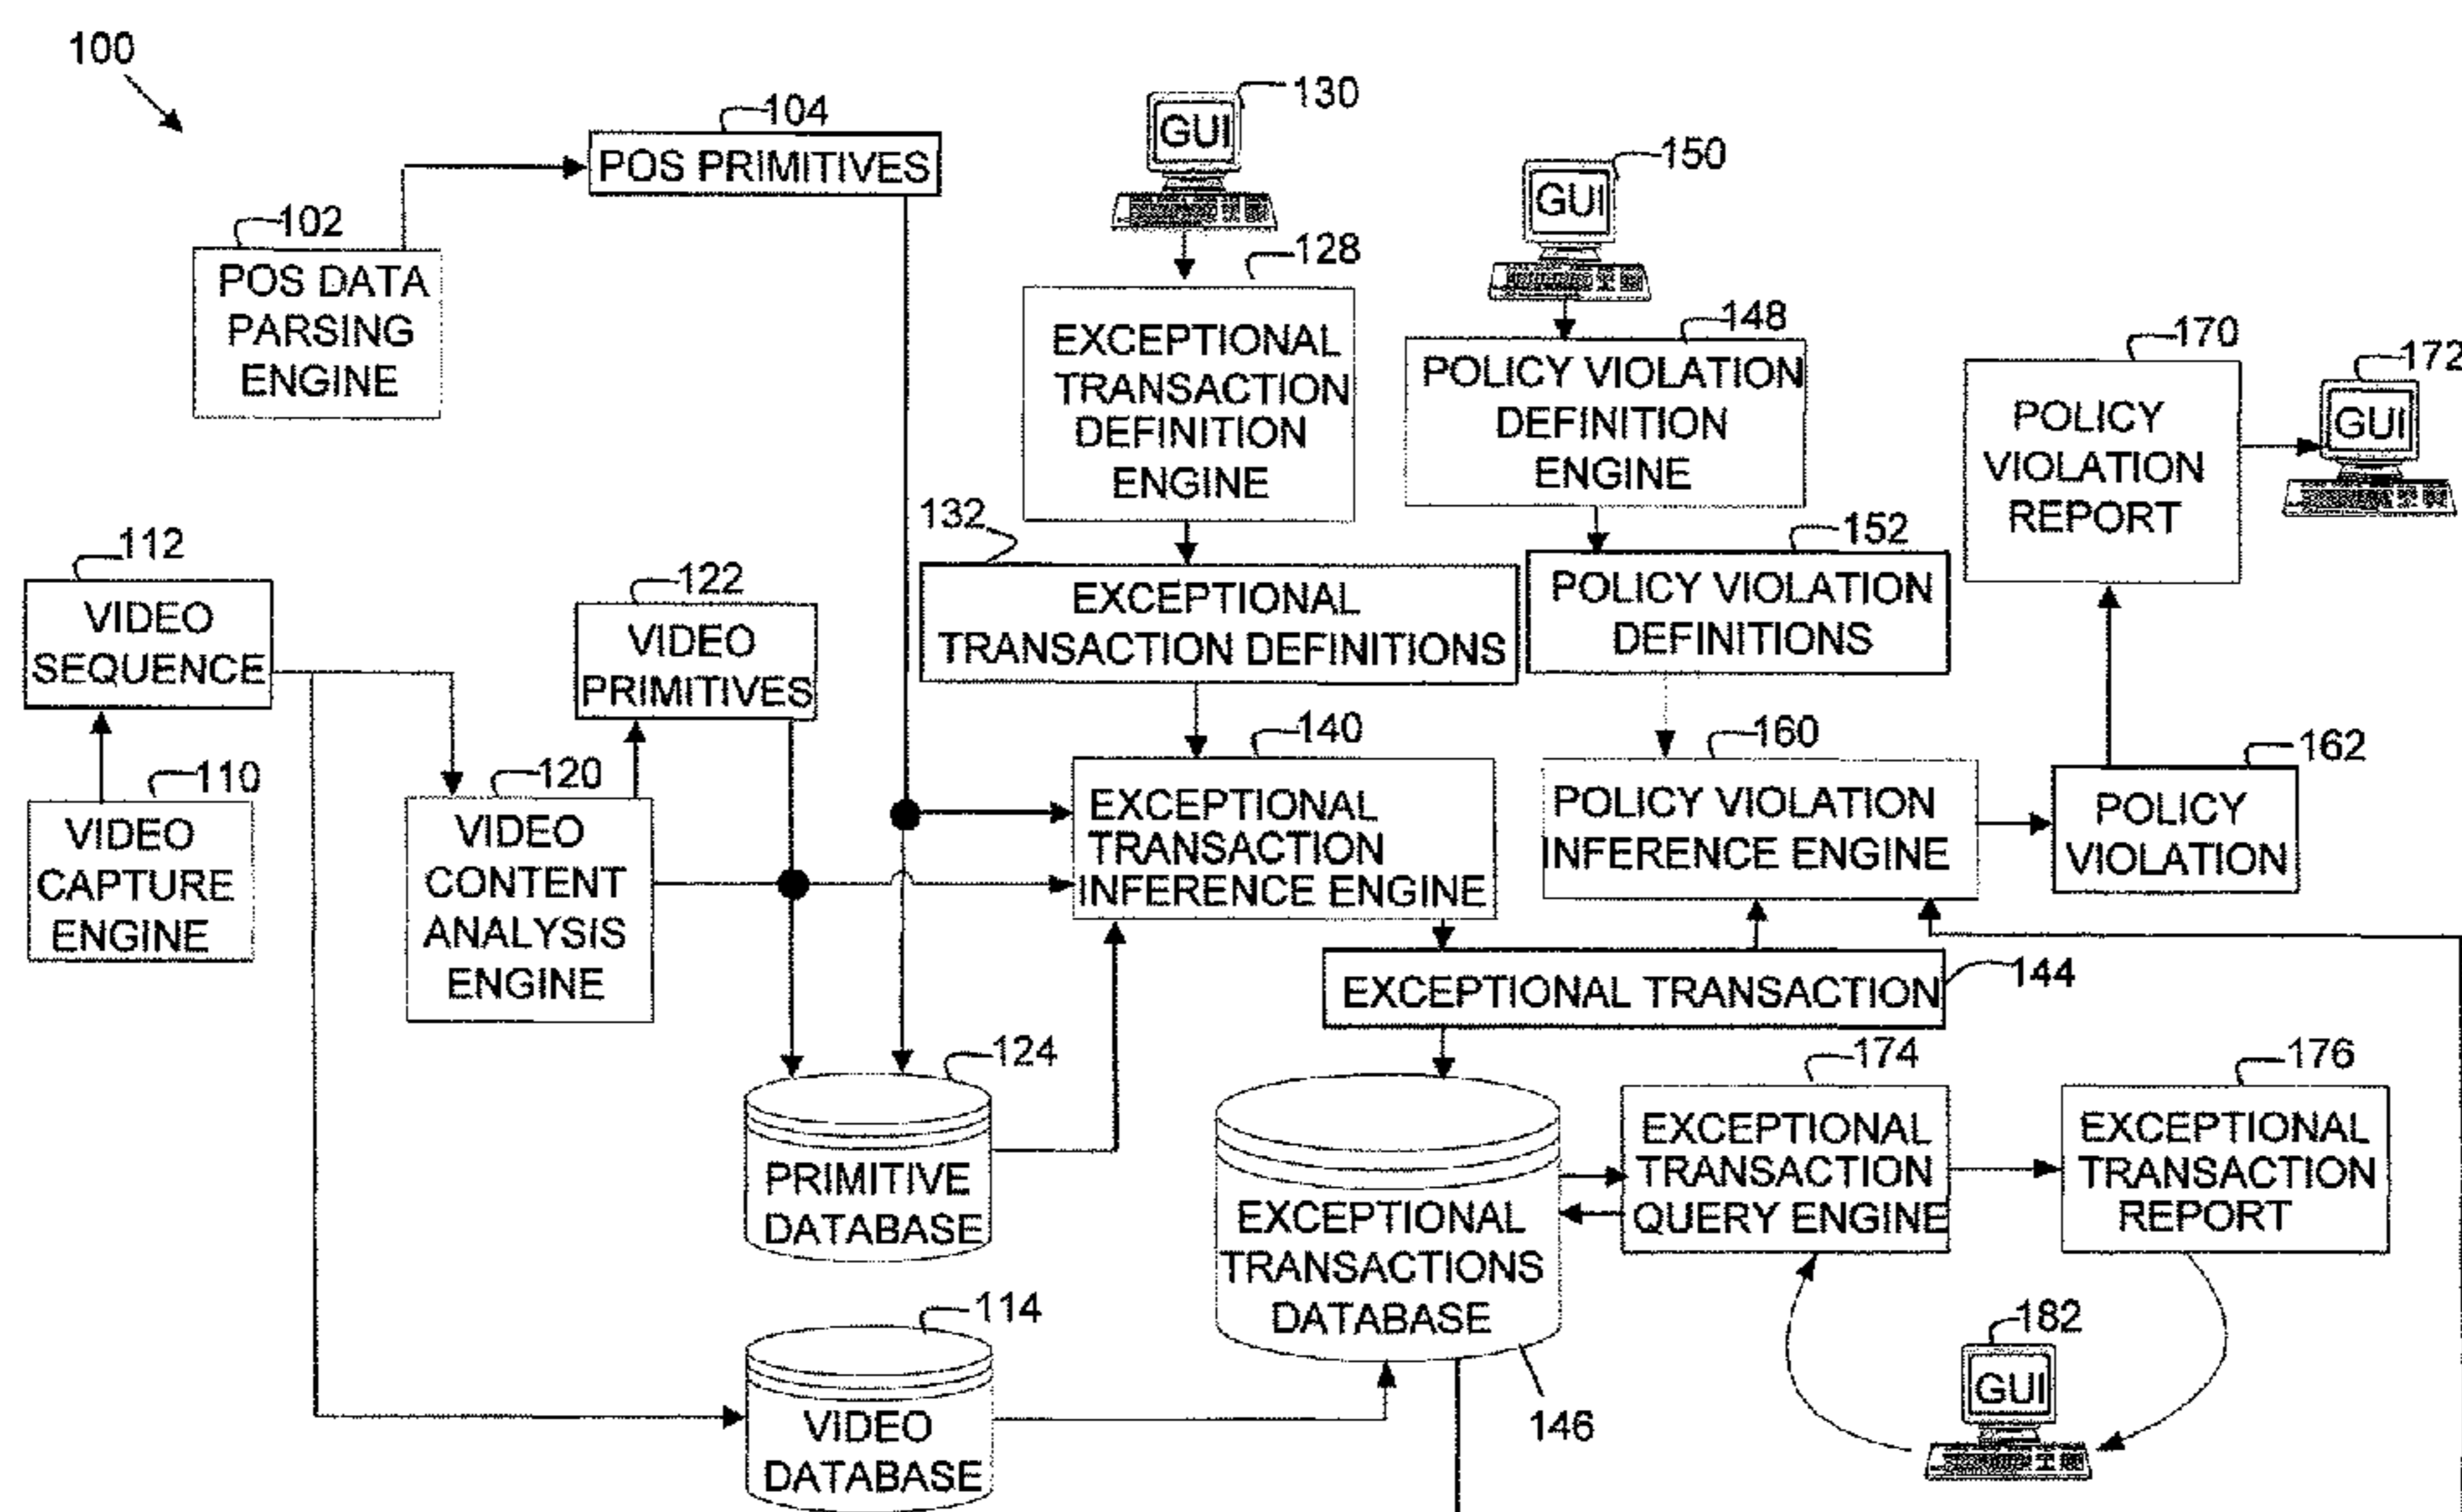 100
104
POS PRIMITIVES
130
GUI
150
GUI
102
POS DATA
PARSING
ENGINE
128
EXCEPTIONAL
TRANSACTION
DEFINITION
ENGINE
148
POLICY VIOLATION
DEFINITION
ENGINE
170
POLICY
VIOLATION
REPORT
172
GUI
132
EXCEPTIONAL
TRANSACTION DEFINITIONS
152
POLICY VIOLATION
DEFINITIONS
112
VIDEO
SEQUENCE
122
VIDEO
PRIMITIVES
110
VIDEO
CAPTURE
ENGINE
120
VIDEO
CONTENT
ANALYSIS
ENGINE
140
EXCEPTIONAL
TRANSACTION
INFERENCE ENGINE
160
POLICY VIOLATION
INFERENCE ENGINE
162
POLICY
VIOLATION
EXCEPTIONAL TRANSACTION
144
124
PRIMITIVE
DATABASE
EXCEPTIONAL
TRANSACTIONS
DATABASE
146
174
EXCEPTIONAL
TRANSACTION
QUERY ENGINE
176
EXCEPTIONAL
TRANSACTION
REPORT
114
VIDEO
DATABASE
182
GUI